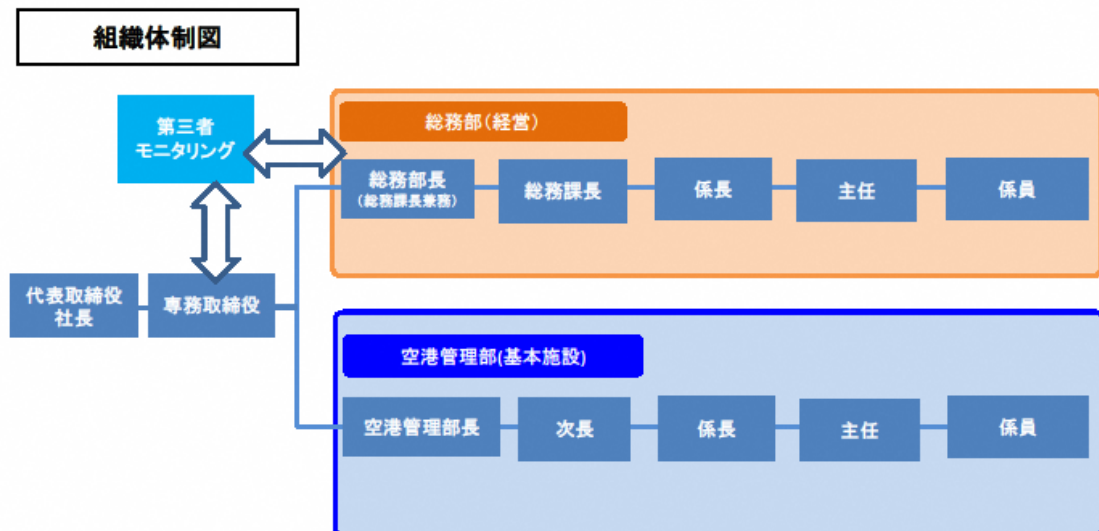 組織体制図
第三者
モニタリング
総務部（経営）
総務部長
（総務課長兼務）
総務課長
係長
主任
係員
代表取締役
社長
専務取締役
空港管理部(基本施設)
空港管理部長
次長
係長
主任
係員